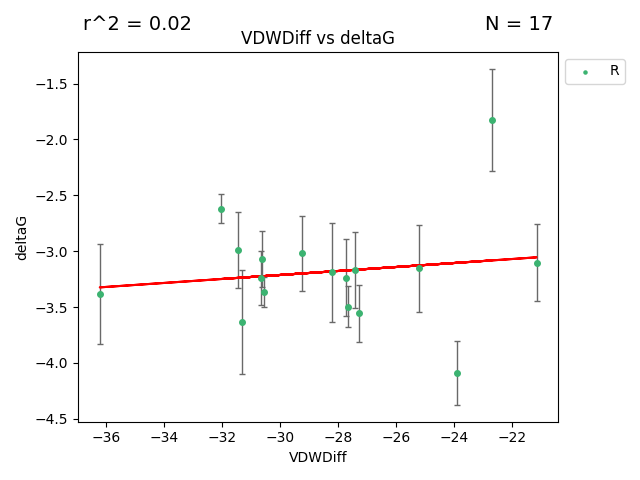 r^2 = 0.02
N = 17
VDWDiff vs deltaG
R
−1.5
−2.0
−2.5
−3.0
−3.5
−4.0
−4.5
deltaG
−36
−34
−32
−30
−28
−26
−24
−22
VDWDiff